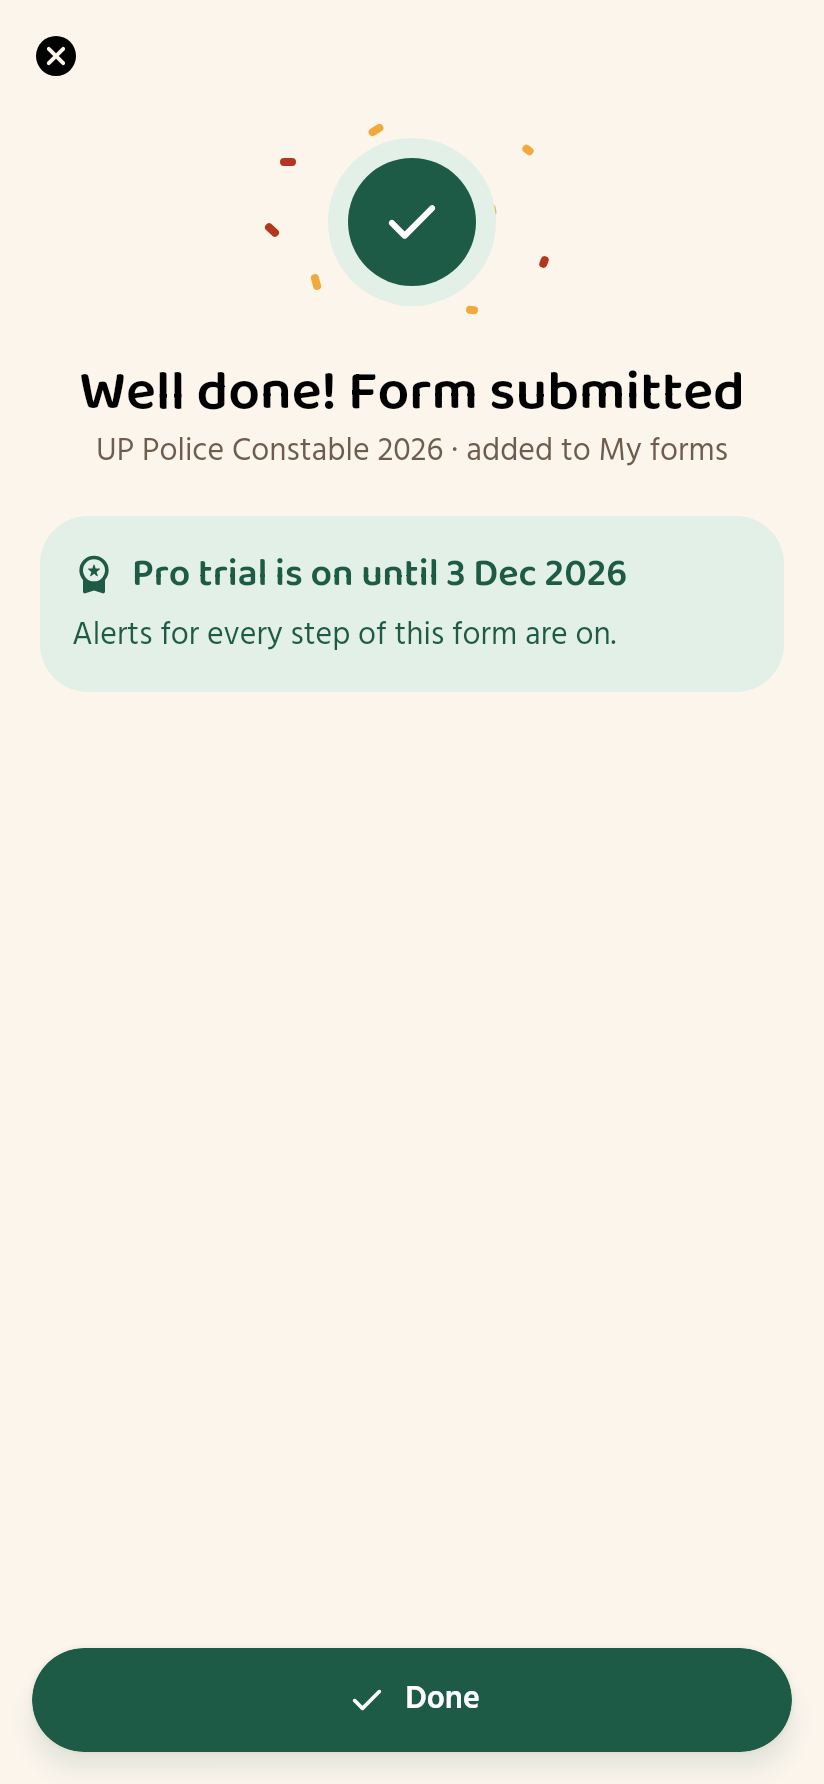 Well done! Form submitted
UP Police Constable 2026 · added to My forms
Pro trial is on until 3 Dec 2026
Alerts for every step of this form are on.
Done